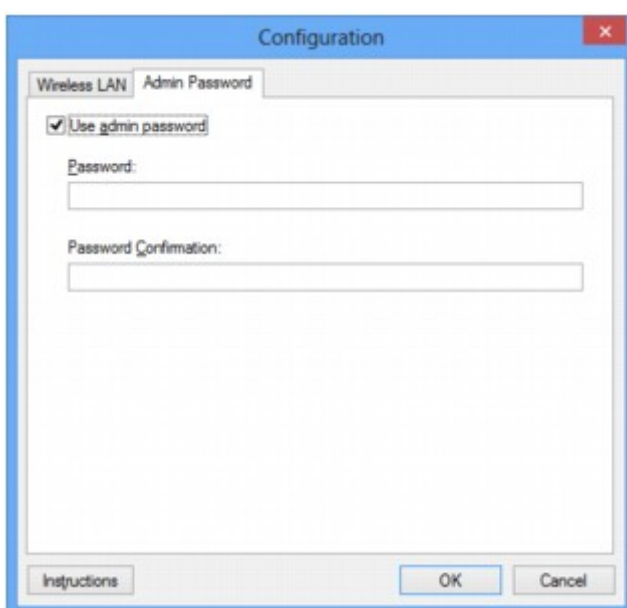 Configuration
Wireless LAN Admin Password
Use admin password
Password:
Password Confirmation:
Instructions OK Cancel